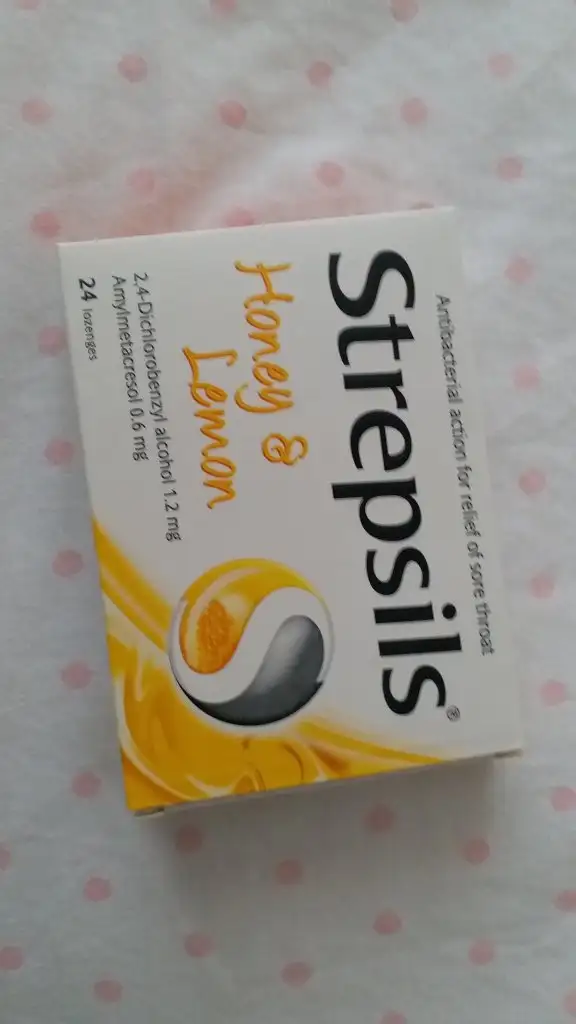 Antibacterial action for relief of sore throat
Strepsils®
Honey &
Lemon
2,4-Dichlorobenzyl alcohol 1.2 mg
Amylmetacresol 0.6 mg
24 lozenges